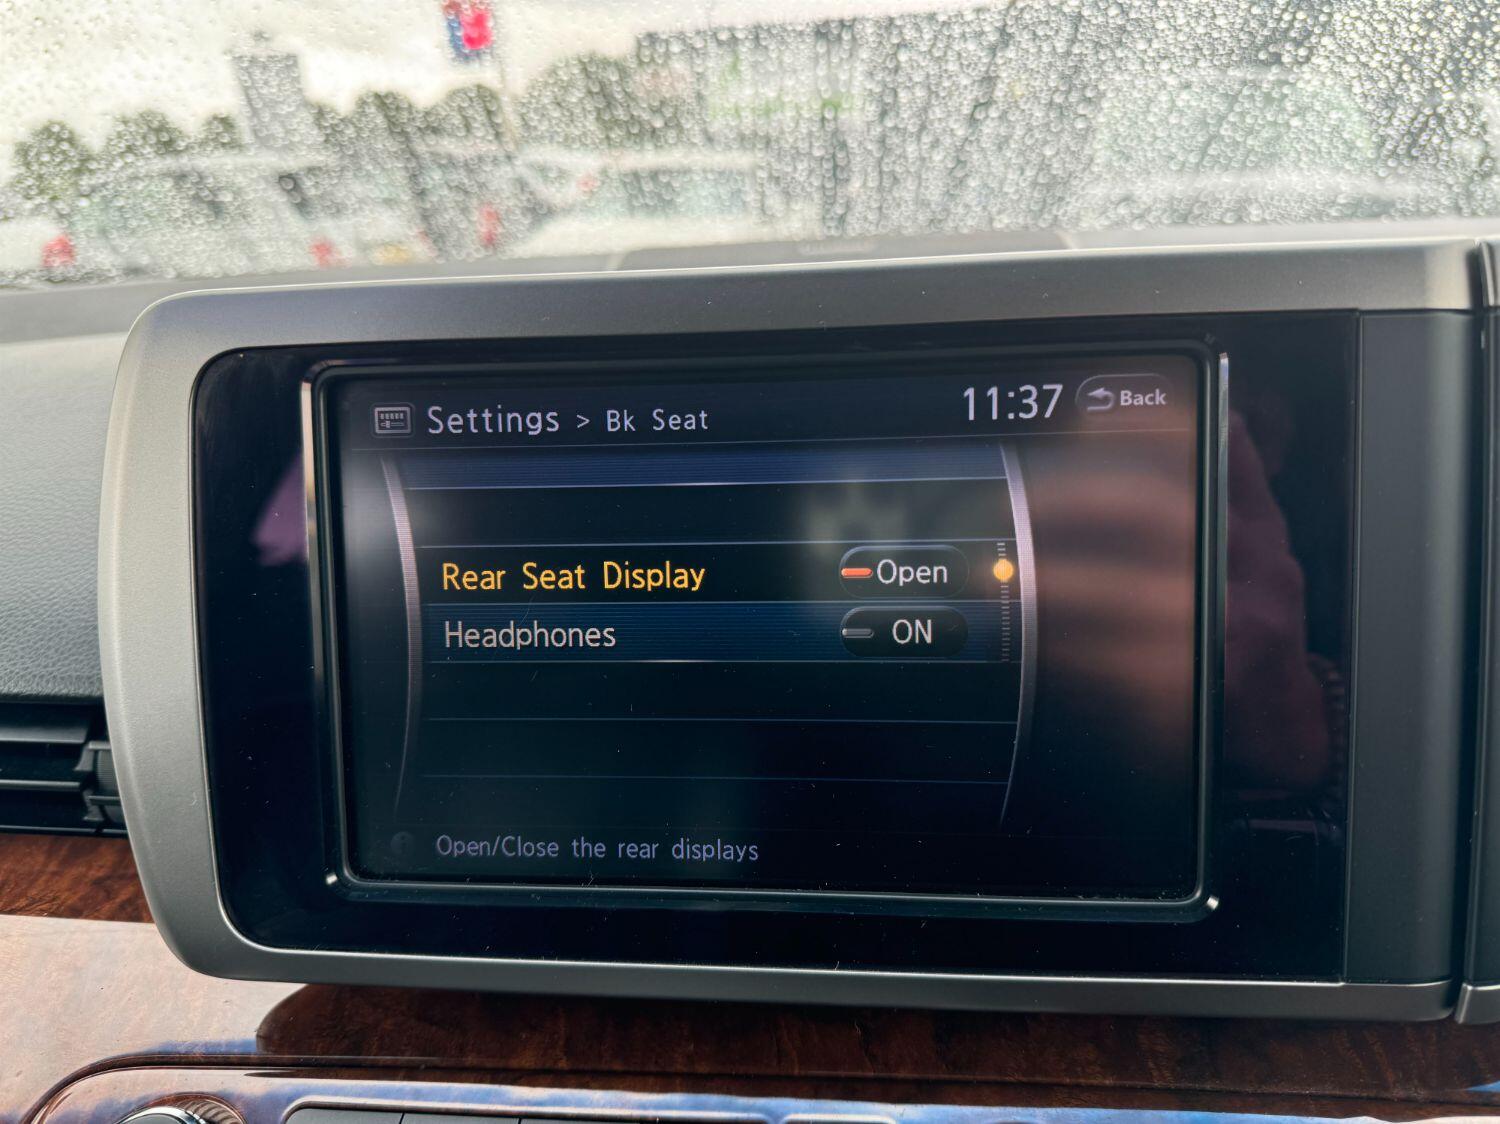 Settings > Bk Seat
11:37
Back
Rear Seat Display
Open
Headphones
ON
Open/Close the rear displays